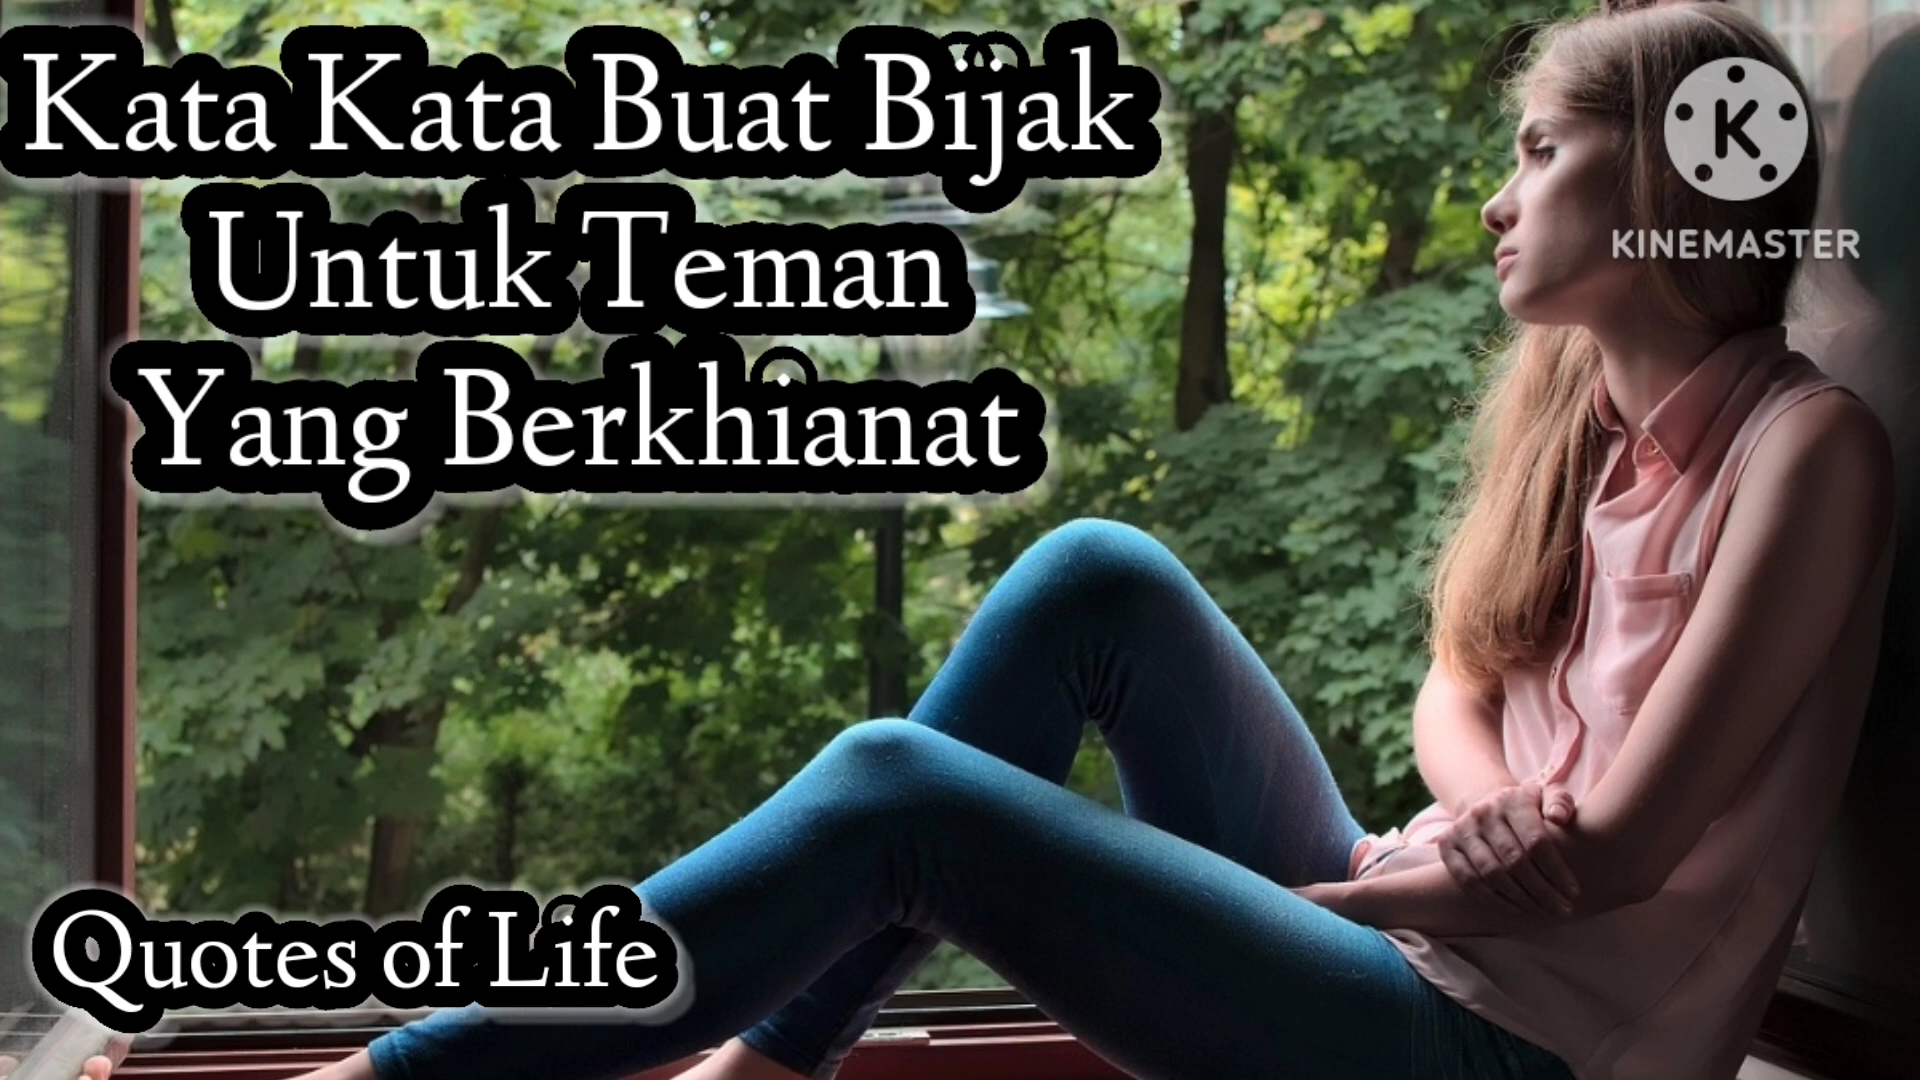 Kata Kata Buat Bijak
Untuk Teman
Yang Berkhianat
K
KINEMASTER
Quotes of Life